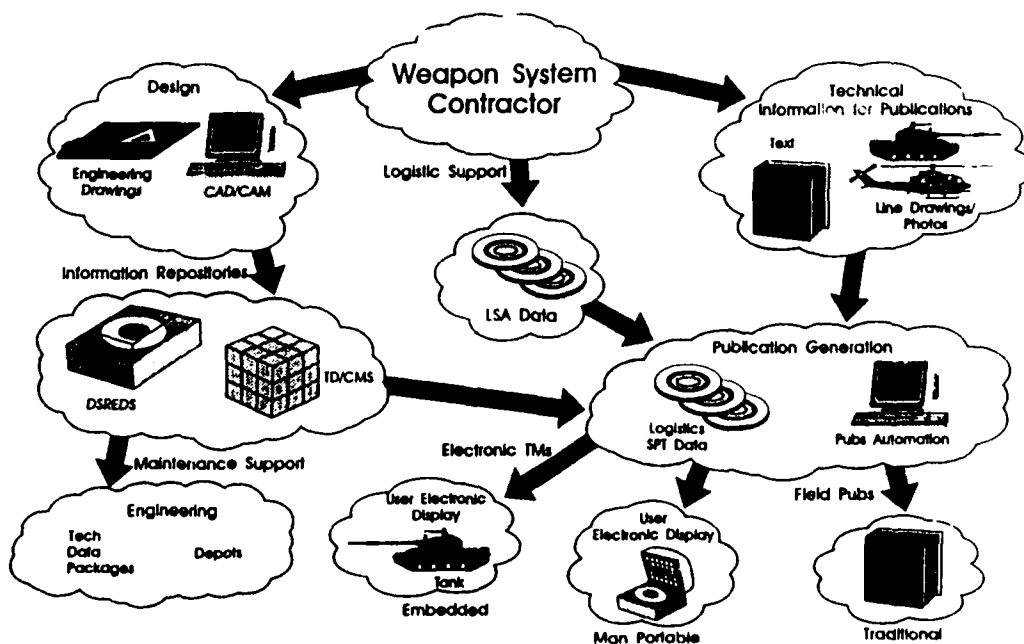 Weapon System
Contractor
Design
Engineering
Drawings
CAD/CAM
Logistic Support
Technical
Information for Publications
Text
Line Drawings/
Photos
Information Repositories
LSA Data
DSREDS
TD/CMS
Publication Generation
Logistics
SPT Data
Pubs Automation
Maintenance Support
Electronic TMs
Field Pubs
Engineering
Tech
Data
Packages
Depots
User Electronic
Display
Tank
Embedded
User
Electronic Display
Man Portable
Traditional